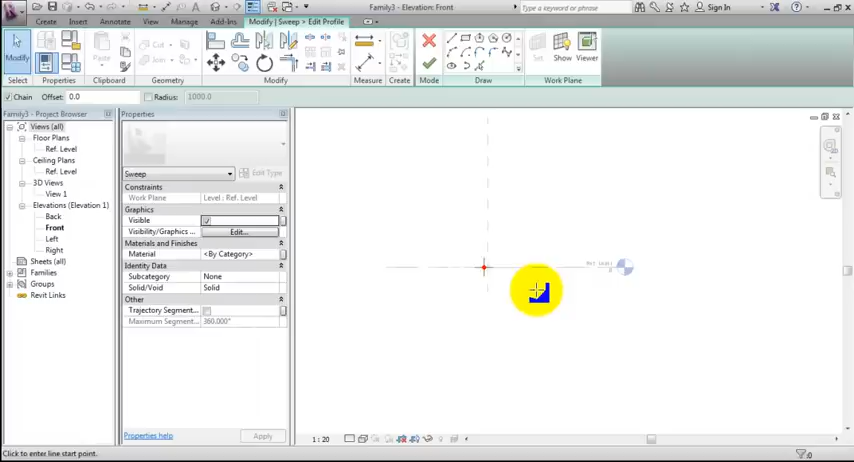 Family3 - Elevation: Front
Type a keyword or phrase
Sign In
Create Insert Annotate View Manage Add-Ins Modify | Sweep > Edit Profile
Modify
Paste
Cut
Join
Set Show Viewer
Select Properties Clipboard Geometry Modify Measure Create Mode Draw Work Plane
Chain Offset: 0.0 Radius: 1000.0
Family3 - Project Browser
Views (all)
Floor Plans
Ref. Level
Ceiling Plans
Ref. Level
3D Views
View 1
Elevations (Elevation 1)
Back
Front
Left
Right
Sheets (all)
Families
Groups
Revit Links
Properties
Sweep Edit Type
Constraints
Work Plane Level : Ref. Level
Graphics
Visible
Visibility/Graphics ... Edit...
Materials and Finishes
Material <By Category>
Identity Data
Subcategory None
Solid/Void Solid
Other
Trajectory Segment...
Maximum Segment... 360.000°
Properties help Apply
Ref. Level
0
1 : 20
Click to enter line start point.
:0